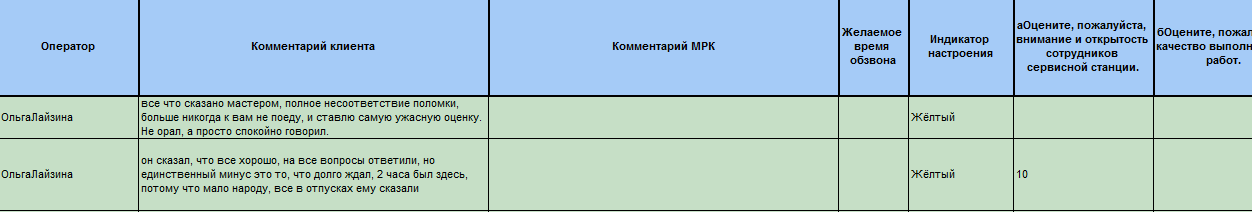 Оператор
Комментарий клиента
Комментарий МРК
Желаемое
время
обзвона
Индикатор
настроения
аОцените, пожалуйста,
внимание и открытость
сотрудников
сервисной станции.
бОцените, пожал
качество выполн
работ.
ОльгаЛайзина
все что сказано мастером, полное несоответствие поломки,
больше никогда к вам не поеду, и ставлю самую ужасную оценку.
Не орал, а просто спокойно говорил.
Жёлтый
ОльгаЛайзина
он сказал, что все хорошо, на все вопросы ответили, но
единственный минус это то, что долго ждал, 2 часа был здесь,
потому что мало народу, все в отпусках ему сказали
Жёлтый
10